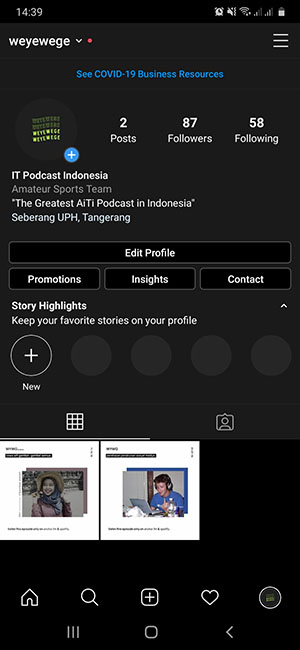 14:39
weyewege
See COVID-19 Business Resources
WEYEWEGE
WEYEWEGE
WEYEWEGE
2
87
58
Posts
Followers
Following
IT Podcast Indonesia
Amateur Sports Team
"The Greatest AiTi Podcast in Indonesia"
Seberang UPH, Tangerang
Edit Profile
Promotions
Insights
Contact
Story Highlights
Keep your favorite stories on your profile
New